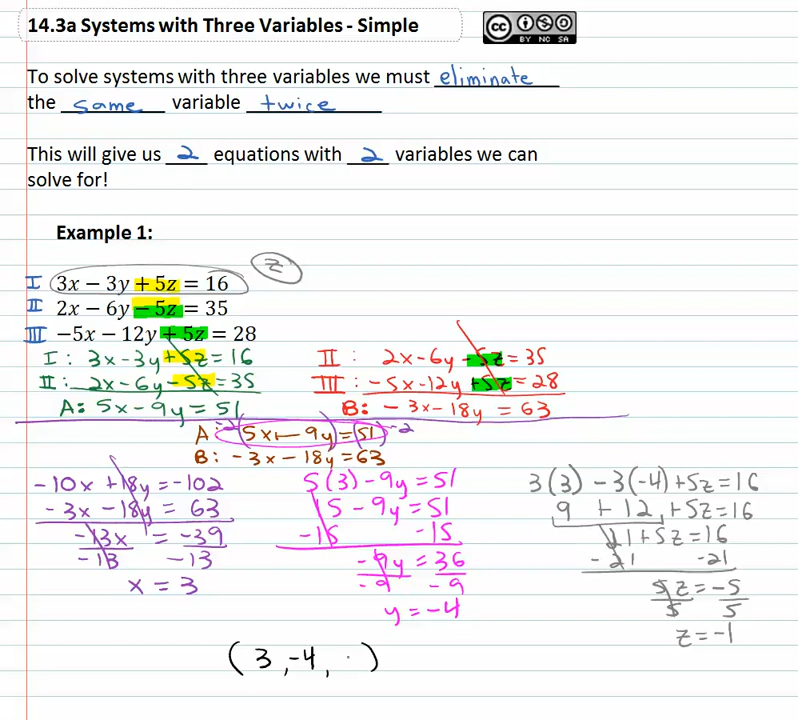 14.3a Systems with Three Variables - Simple
cc BY NC SA
To solve systems with three variables we must eliminate
the same variable twice
This will give us 2 equations with 2 variables we can
solve for!
Example 1:
z
I 3x − 3y + 5z = 16
II 2x − 6y − 5z = 35
III −5x − 12y + 5z = 28
I: 3x-3y+5z=16
II: 2x-6y-5z=35
A: 5x-9y=51
II: 2x-6y-5z=35
III: -5x-12y+5z=28
B: -3x-18y=63
A: -2(5x-9y)=(51)-2
B: -3x-18y=63
-10x+18y=-102
-3x-18y=63
-13x=-39
-13 -13
x=3
5(3)-9y=51
15-9y=51
-15 -15
-9y=36
-9 -9
y=-4
3(3)-3(-4)+5z=16
9+12+5z=16
21+5z=16
-21 -21
5z=-5
5 5
z=-1
(3,-4, )